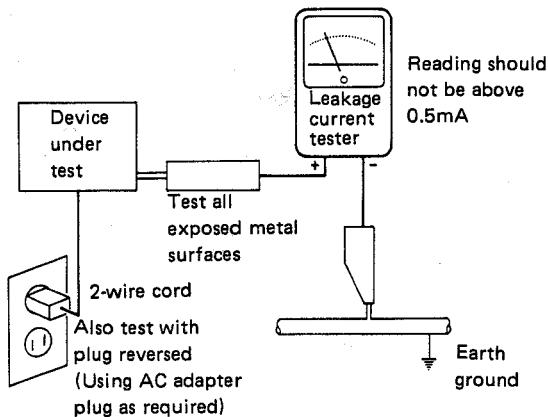 Leakage
current
tester
+ -
Reading should
not be above
0.5mA
Device
under
test
Test all
exposed metal
surfaces
2-wire cord
Also test with
plug reversed
(Using AC adapter
plug as required)
Earth
ground